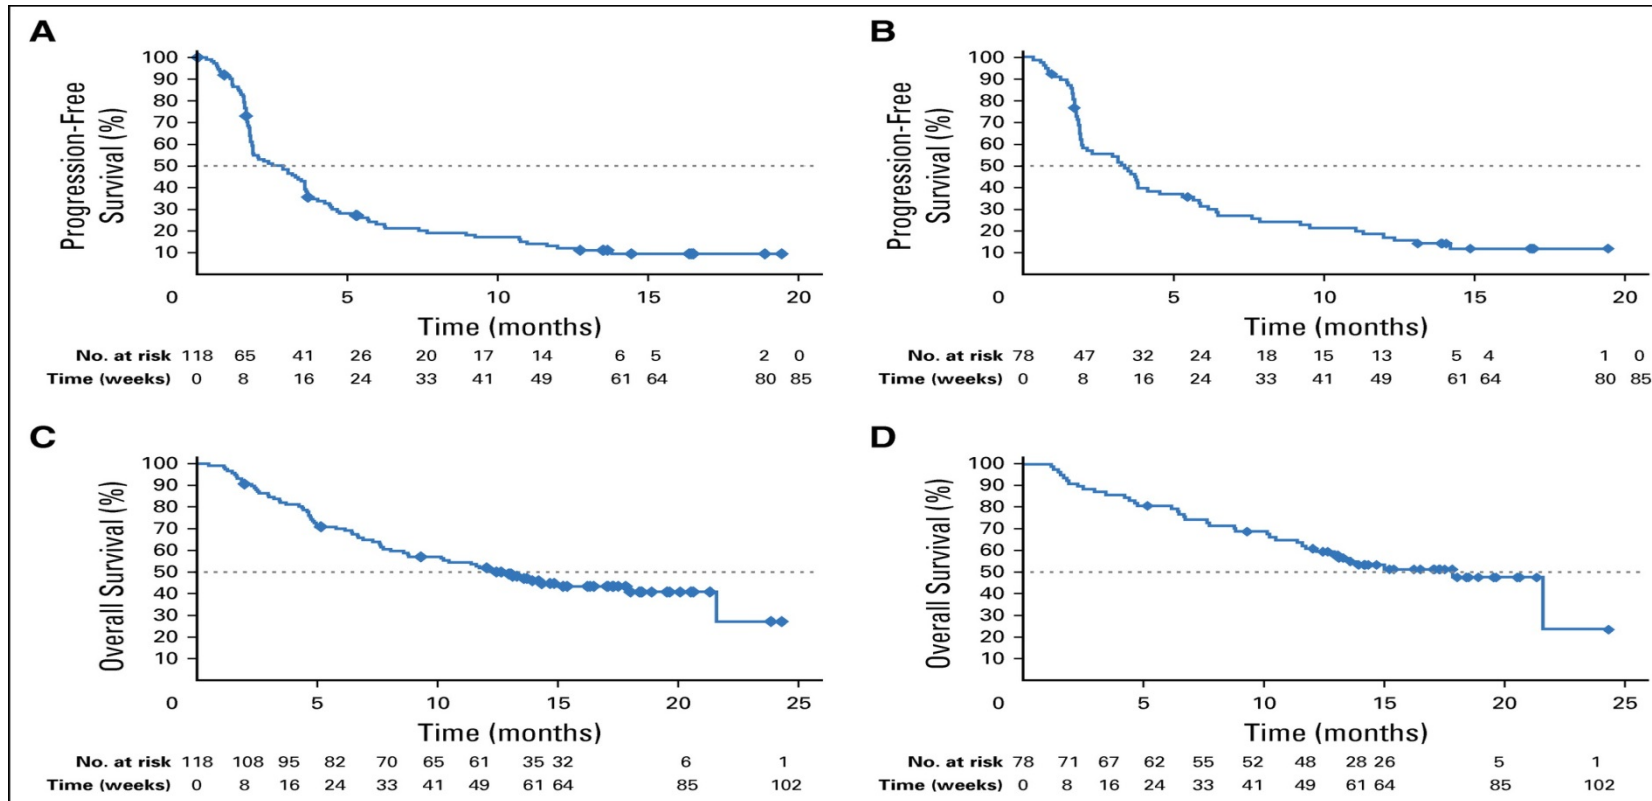 A
Progression-Free
Survival (%)
100
90
80
70
60
50
40
30
20
10
0
5
10
15
20
Time (months)
No. at risk 118 65 41 26 20 17 14 6 5 2 0
Time (weeks) 0 8 16 24 33 41 49 61 64 80 85
B
Progression-Free
Survival (%)
100
90
80
70
60
50
40
30
20
10
0
5
10
15
20
Time (months)
No. at risk 78 47 32 24 18 15 13 5 4 1 0
Time (weeks) 0 8 16 24 33 41 49 61 64 80 85
C
Overall Survival (%)
100
90
80
70
60
50
40
30
20
10
0
5
10
15
20
25
Time (months)
No. at risk 118 108 95 82 70 65 61 35 32 6 1
Time (weeks) 0 8 16 24 33 41 49 61 64 85 102
D
Overall Survival (%)
100
90
80
70
60
50
40
30
20
10
0
5
10
15
20
25
Time (months)
No. at risk 78 71 67 62 55 52 48 28 26 5 1
Time (weeks) 0 8 16 24 33 41 49 61 64 85 102